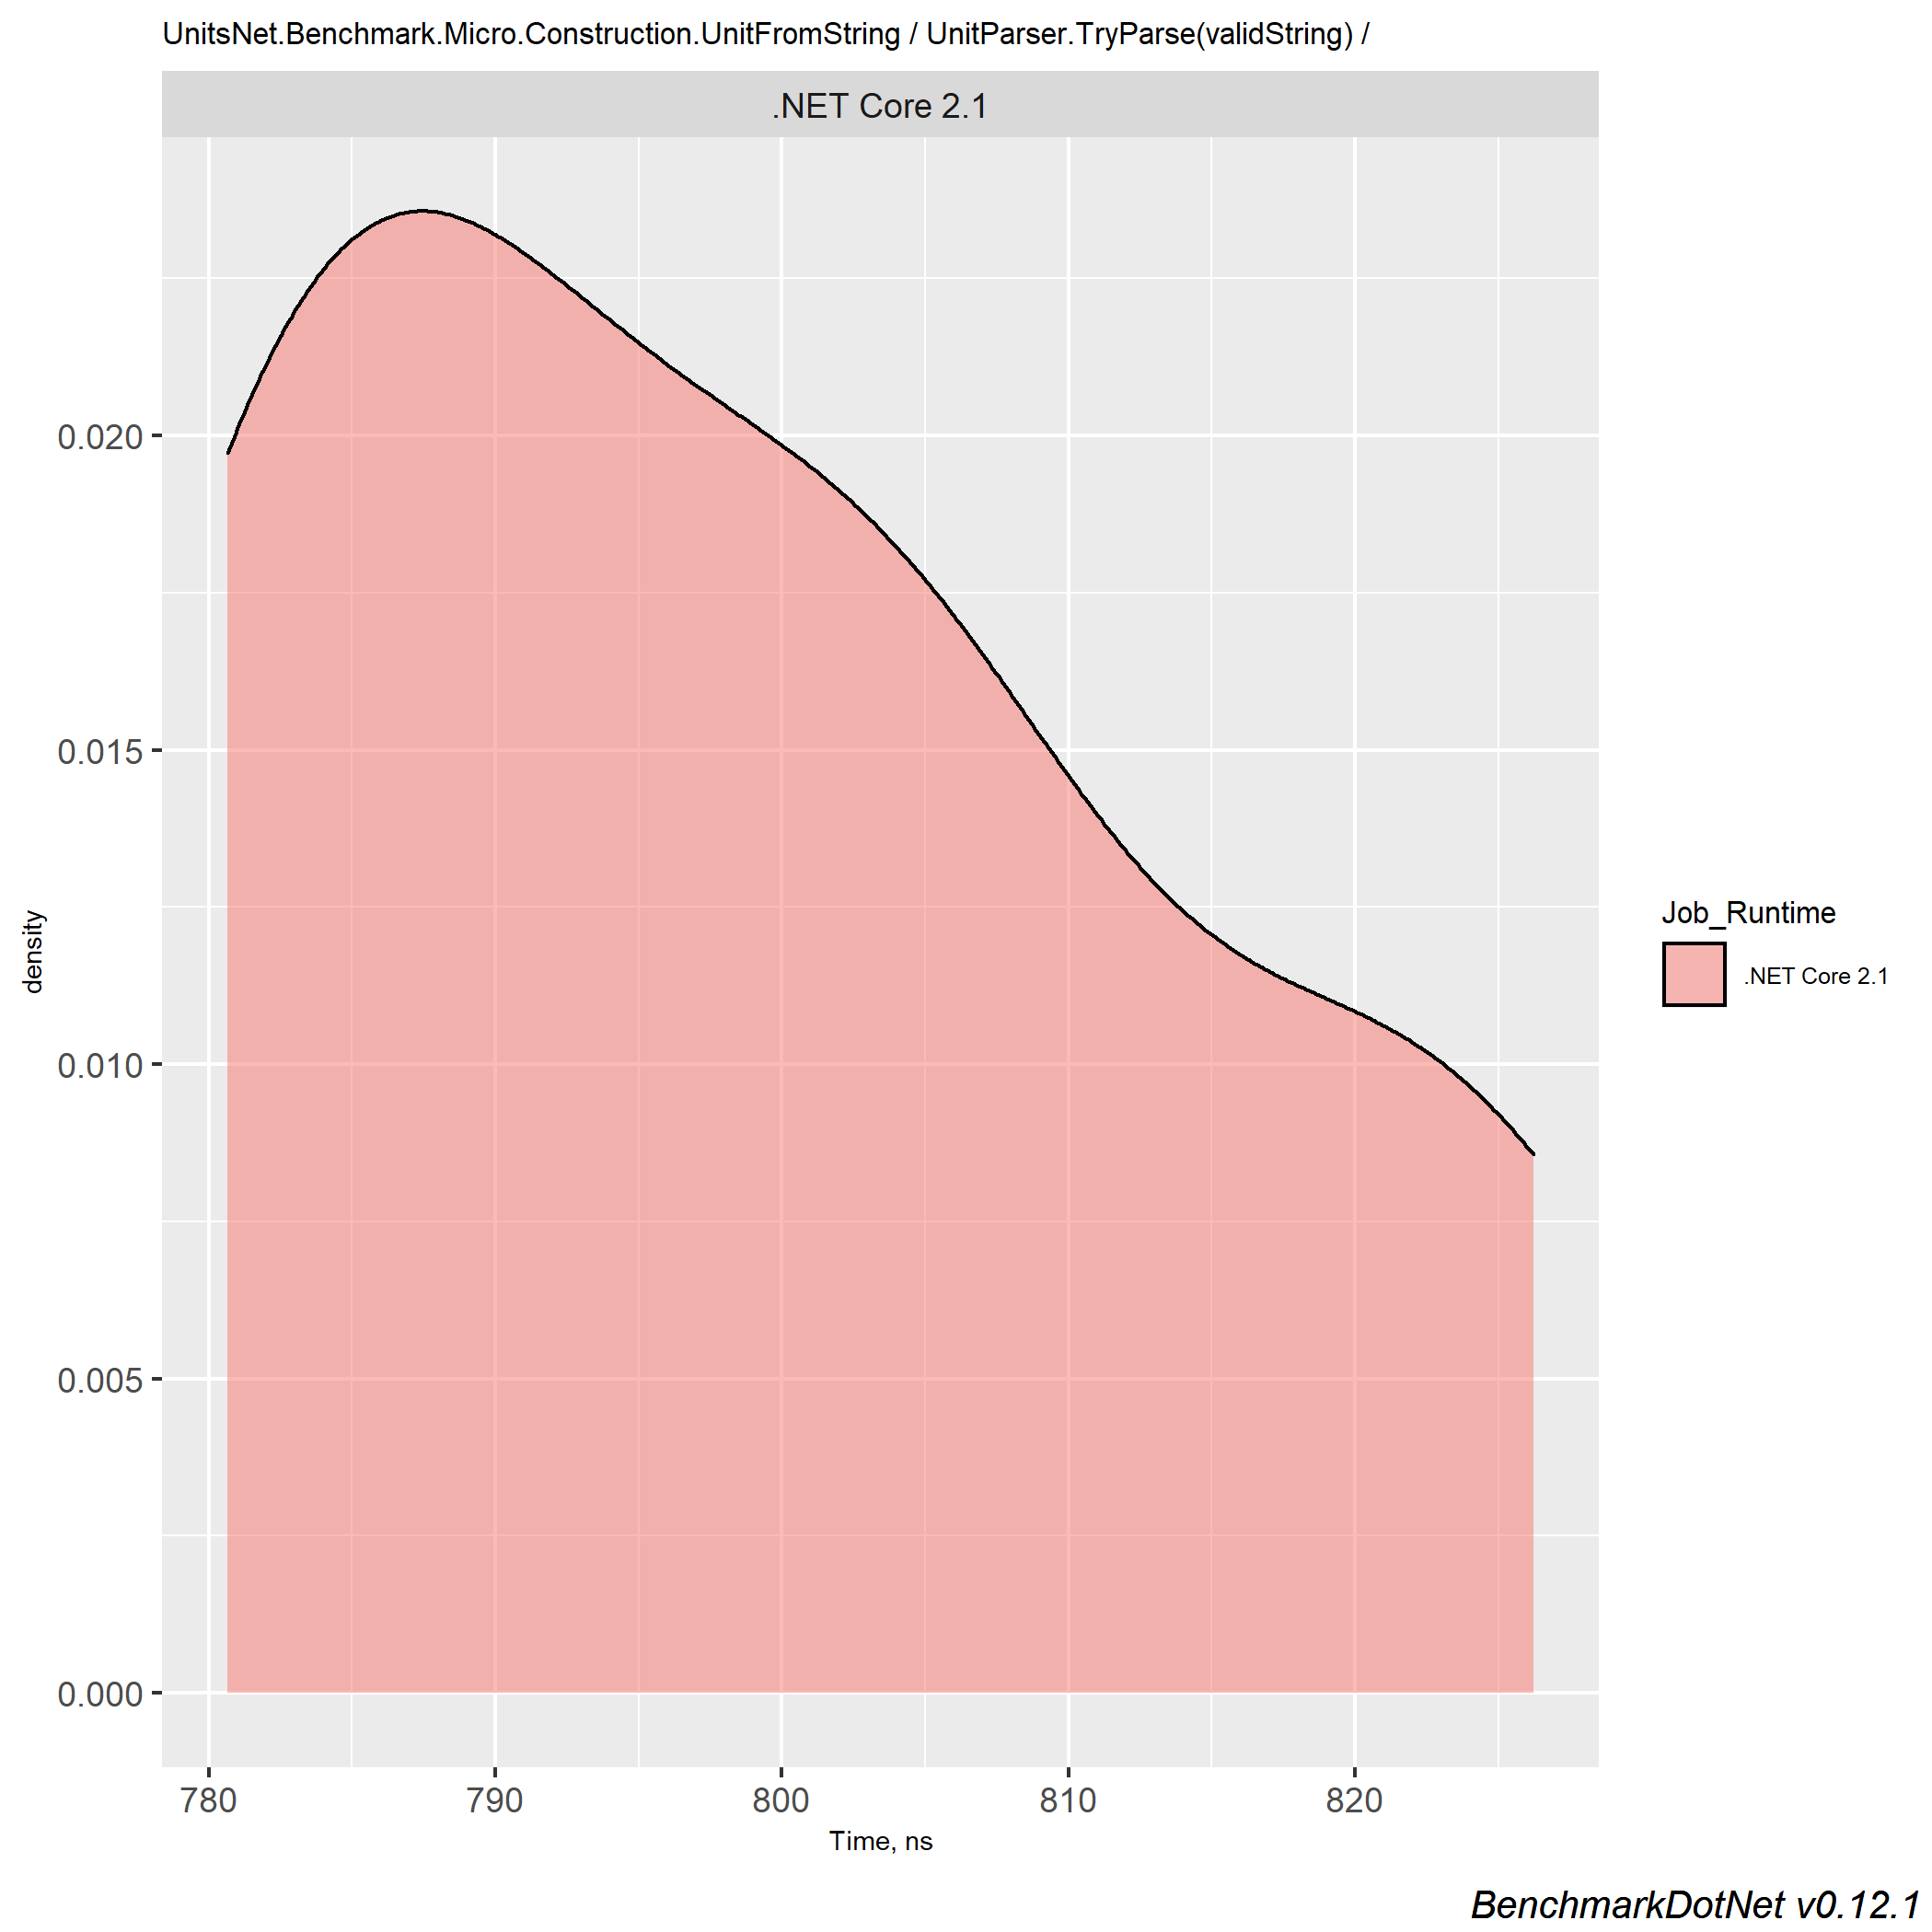 UnitsNet.Benchmark.Micro.Construction.UnitFromString / UnitParser.TryParse(validString) /
.NET Core 2.1
0.020
0.015
0.010
0.005
0.000
density
780 790 800 810 820
Time, ns
Job_Runtime
.NET Core 2.1
BenchmarkDotNet v0.12.1